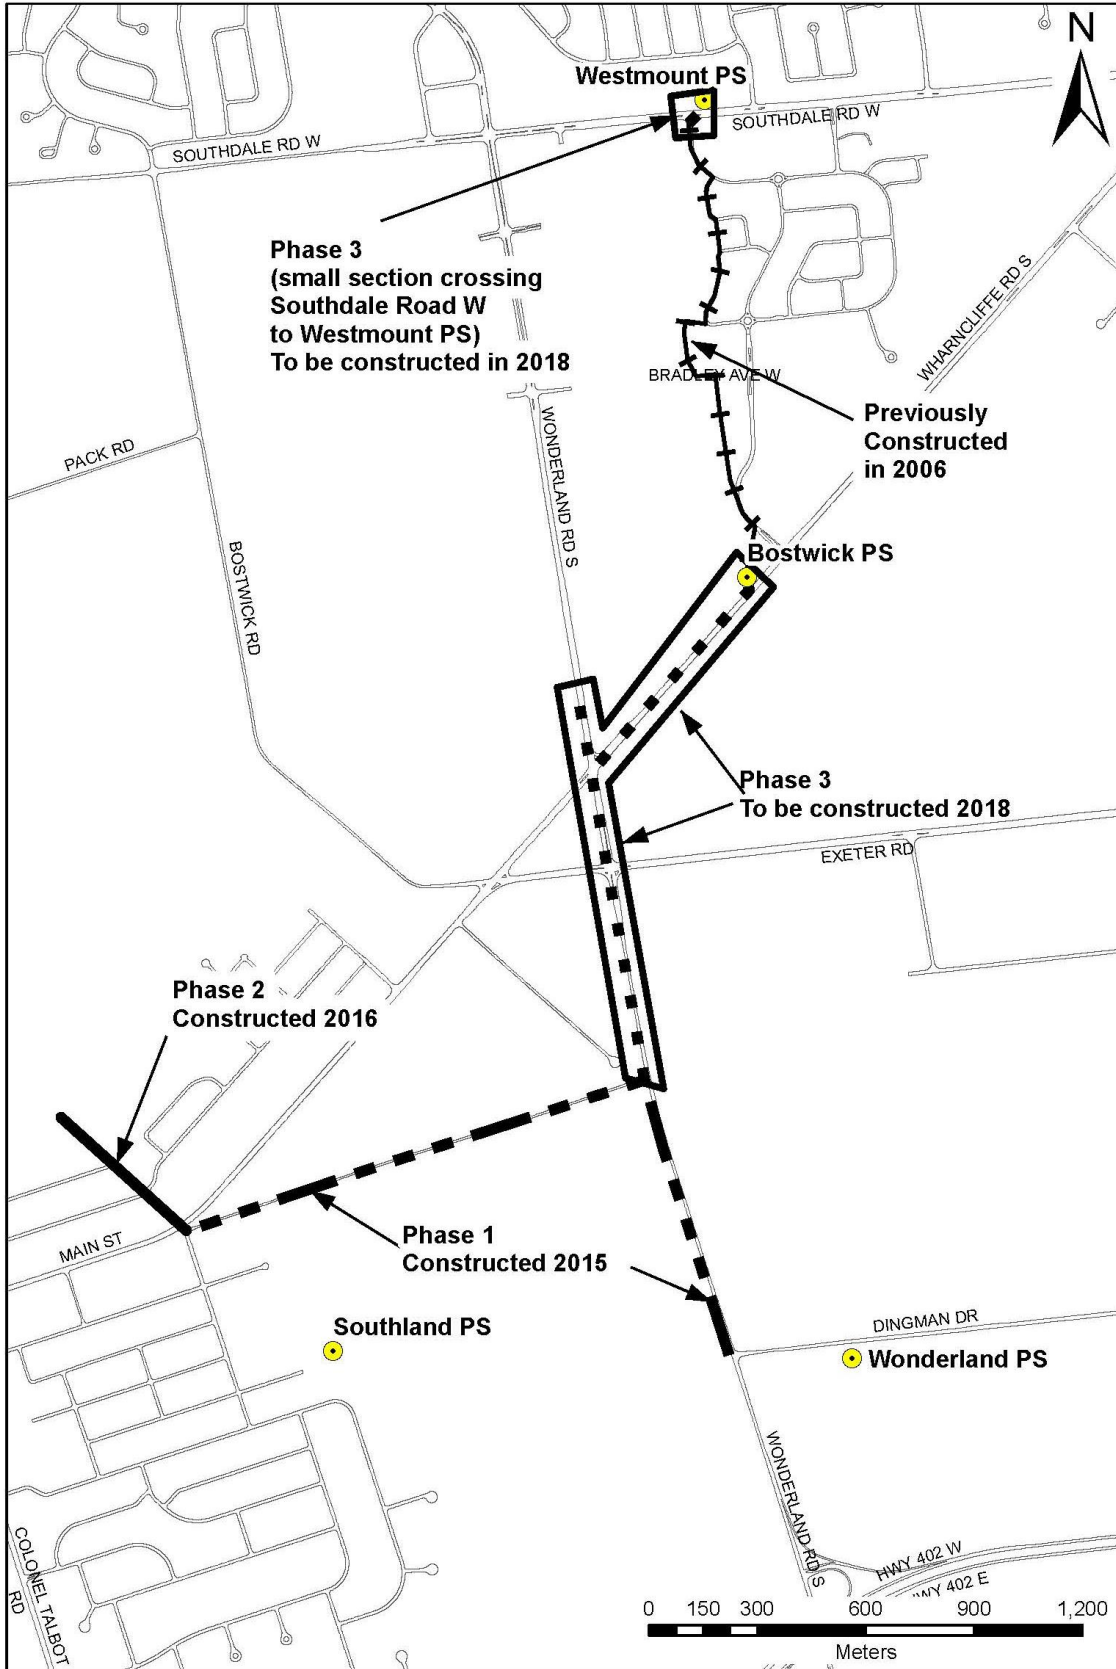 N
Westmount PS
SOUTHDALE RD W
SOUTHDALE RD W
Phase 3
(small section crossing
Southdale Road W
to Westmount PS)
To be constructed in 2018
WHARNCLIFFE RD S
BRADLEY AVE W
Previously
Constructed
in 2006
PACK RD
WONDERLAND RD S
BOSTWICK RD
Bostwick PS
Phase 3
To be constructed 2018
EXETER RD
Phase 2
Constructed 2016
MAIN ST
Phase 1
Constructed 2015
Southland PS
DINGMAN DR
Wonderland PS
WONDERLAND RD S
COLONEL TALBOT
RD
HWY 402 W
HWY 402 E
0 150 300 600 900 1,200
Meters